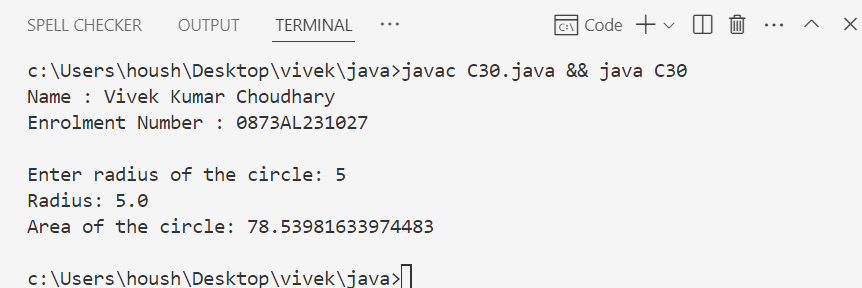 SPELL CHECKER OUTPUT TERMINAL ··· Code
c:\Users\housh\Desktop\vivek\java>javac C30.java && java C30
Name : Vivek Kumar Choudhary
Enrolment Number : 0873AL231027
Enter radius of the circle: 5
Radius: 5.0
Area of the circle: 78.53981633974483
c:\Users\housh\Desktop\vivek\java>